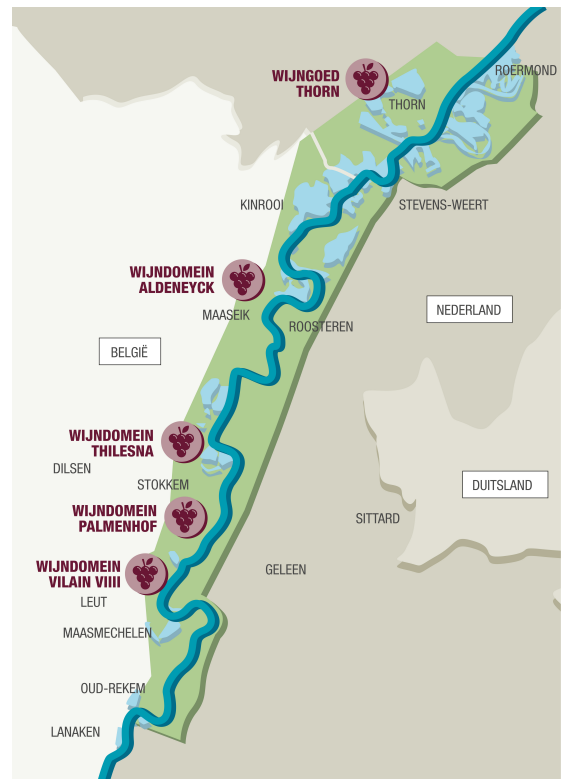 WIJNGOED
THORN
ROERMOND
THORN
KINROOI
STEVENS-WEERT
WIJNDOMEIN
ALDENEYCK
MAASEIK
ROOSTEREN
NEDERLAND
BELGIË
WIJNDOMEIN
THILESNA
DILSEN
STOKKEM
DUITSLAND
WIJNDOMEIN
PALMENHOF
SITTARD
WIJNDOMEIN
VILAIN VIIII
GELEEN
LEUT
MAASMECHELEN
OUD-REKEM
LANAKEN